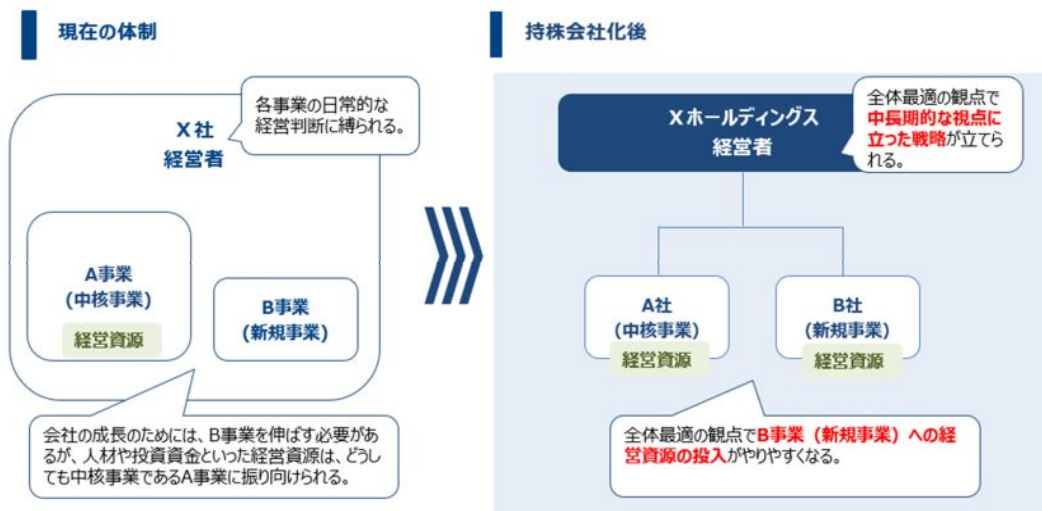 現在の体制
X社
経営者
各事業の日常的な
経営判断に縛られる。
A事業
(中核事業)
経営資源
B事業
(新規事業)
会社の成長のためには、B事業を伸ばす必要があ
るが、人材や投資資金といった経営資源は、どうし
ても中核事業であるA事業に振り向けられる。
持株会社化後
Xホールディングス
経営者
全体最適の観点で
中長期的な視点に
立った戦略が立てら
れる。
A社
(中核事業)
経営資源
B社
(新規事業)
経営資源
全体最適の観点でB事業（新規事業）への経
営資源の投入がやりやすくなる。